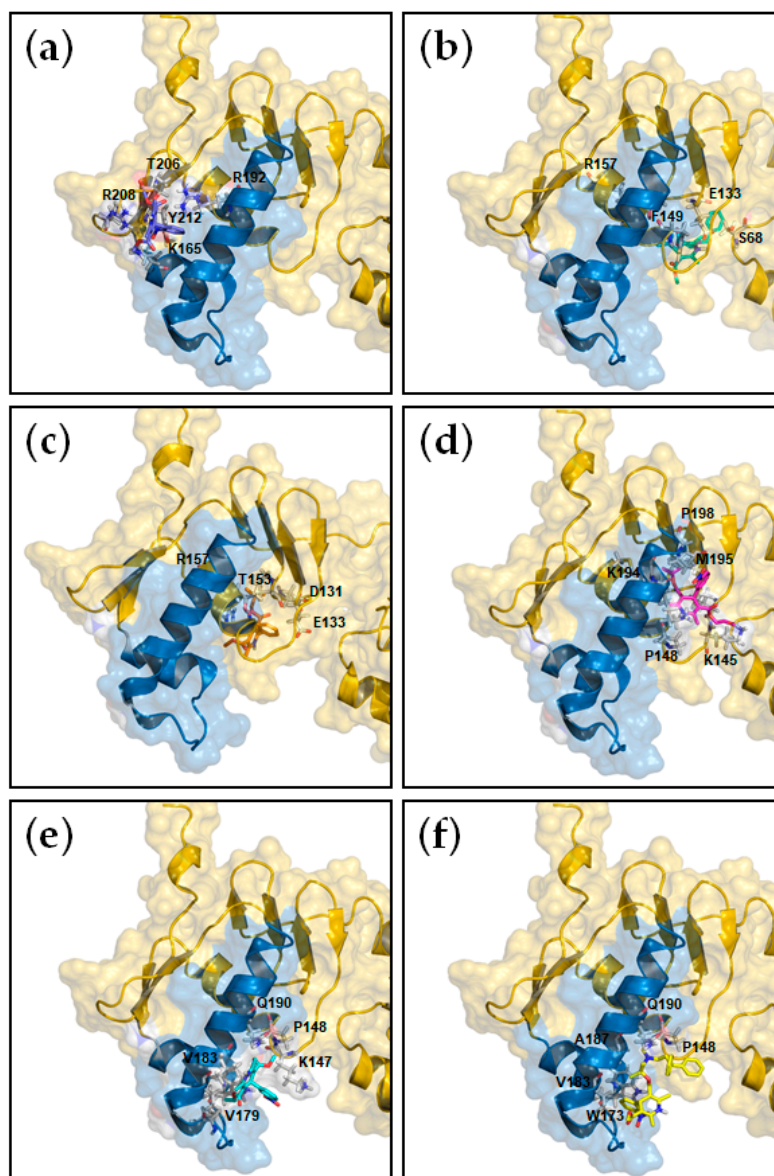 (a)
T206
R208
R192
Y212
K165
(b)
R157
E133
F149
S68
(c)
R157
T153
D131
E133
(d)
P198
M195
K194
P148
K145
(e)
Q190
P148
V183
K147
V179
(f)
Q190
A187
P148
V183
W173